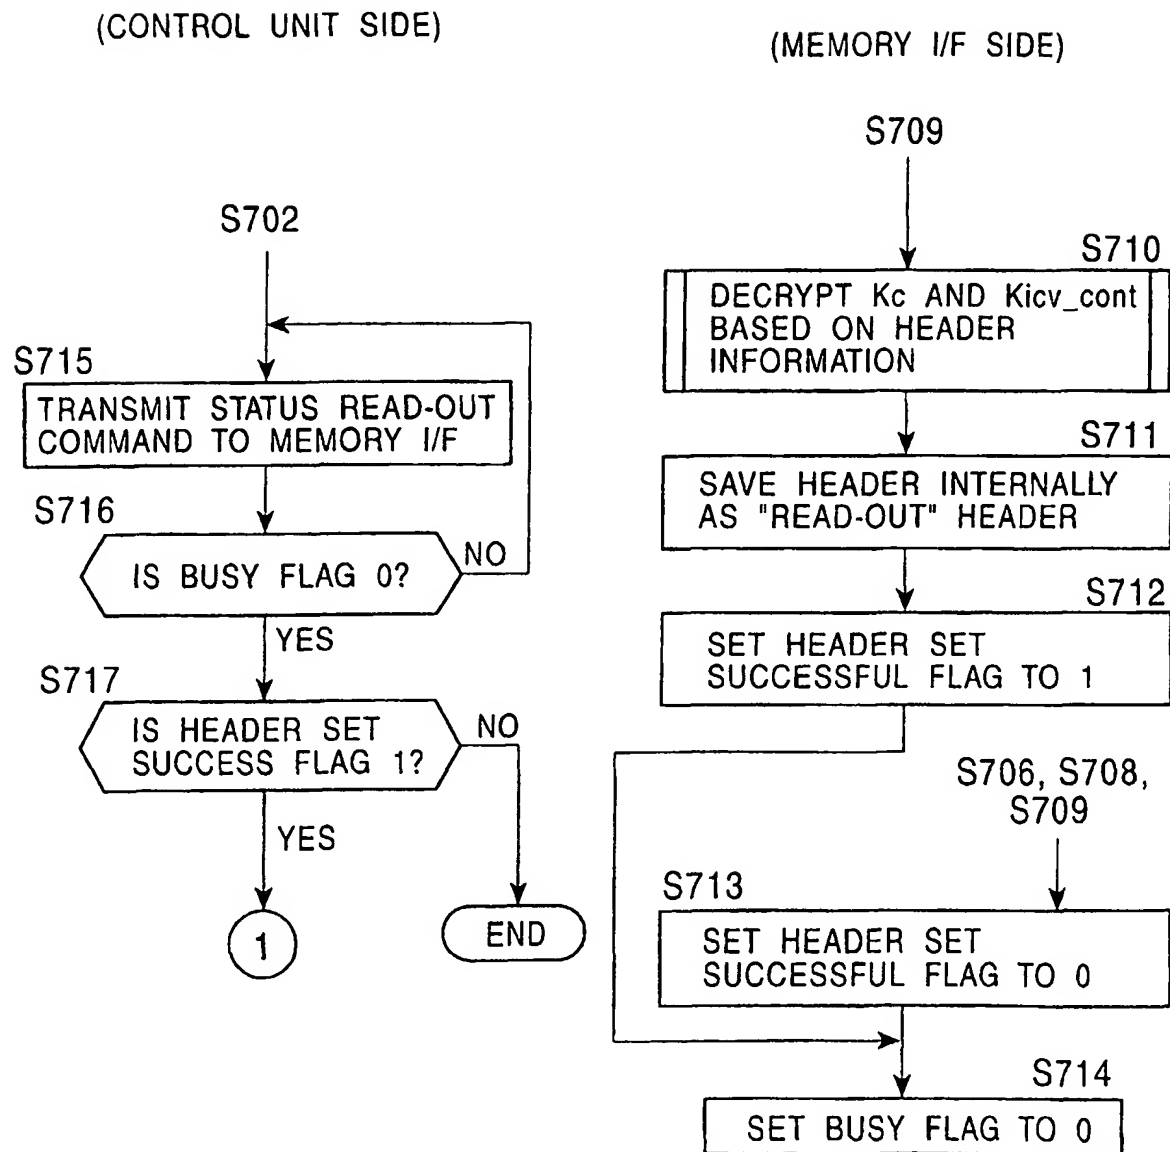 (CONTROL UNIT SIDE)
S702
S715
TRANSMIT STATUS READ-OUT
COMMAND TO MEMORY I/F
S716
IS BUSY FLAG 0?
NO
YES
S717
IS HEADER SET
SUCCESS FLAG 1?
NO
YES
1
END
(MEMORY I/F SIDE)
S709
S710
DECRYPT Kc AND Kicv_cont
BASED ON HEADER
INFORMATION
S711
SAVE HEADER INTERNALLY
AS "READ-OUT" HEADER
S712
SET HEADER SET
SUCCESSFUL FLAG TO 1
S706, S708,
S709
S713
SET HEADER SET
SUCCESSFUL FLAG TO 0
S714
SET BUSY FLAG TO 0